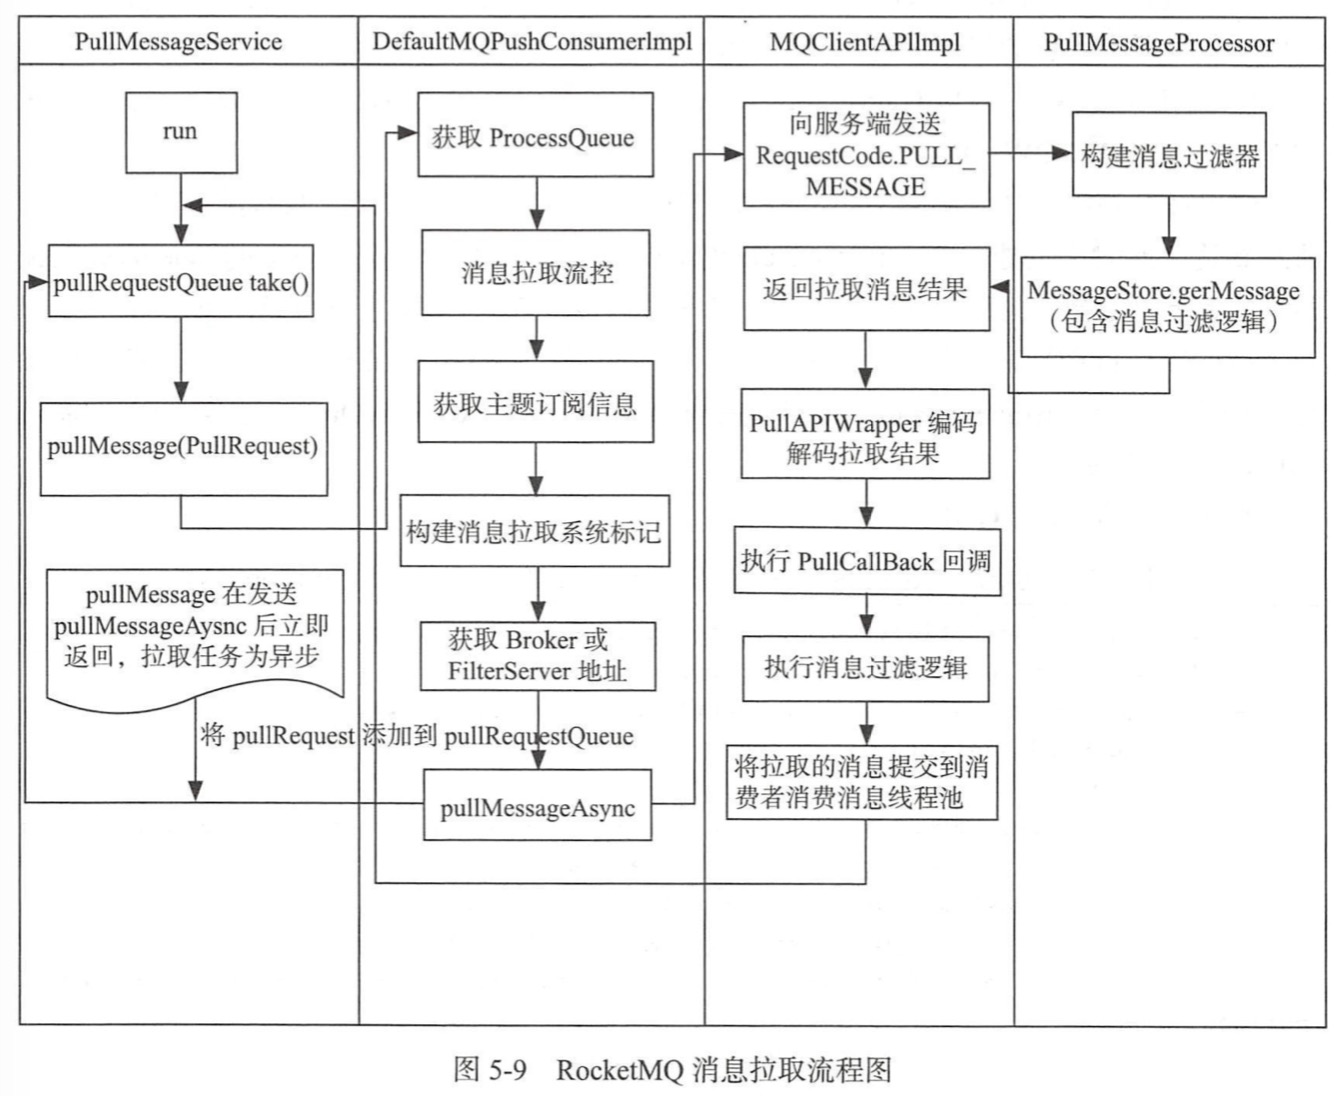 PullMessageService
DefaultMQPushConsumerImpl
MQClientAPIImpl
PullMessageProcessor
run
pullRequestQueue take()
pullMessage(PullRequest)
pullMessage 在发送
pullMessageAysnc 后立即
返回，拉取任务为异步
将 pullRequest 添加到 pullRequestQueue
获取 ProcessQueue
消息拉取流控
获取主题订阅信息
构建消息拉取系统标记
获取 Broker 或
FilterServer 地址
pullMessageAsync
向服务端发送
RequestCode.PULL_
MESSAGE
返回拉取消息结果
PullAPIWrapper 编码
解码拉取结果
执行 PullCallBack 回调
执行消息过滤逻辑
将拉取的消息提交到消
费者消费消息线程池
构建消息过滤器
MessageStore.gerMessage
（包含消息过滤逻辑）
图 5-9 RocketMQ 消息拉取流程图